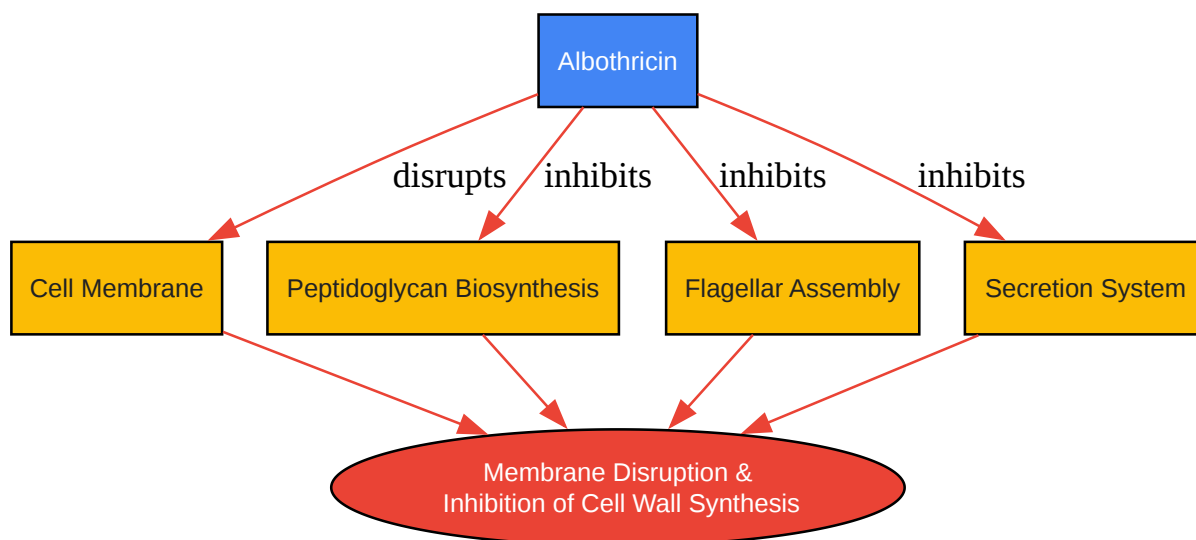 Albothricin
disrupts
inhibits
inhibits
inhibits
Cell Membrane
Peptidoglycan Biosynthesis
Flagellar Assembly
Secretion System
Membrane Disruption &
Inhibition of Cell Wall Synthesis